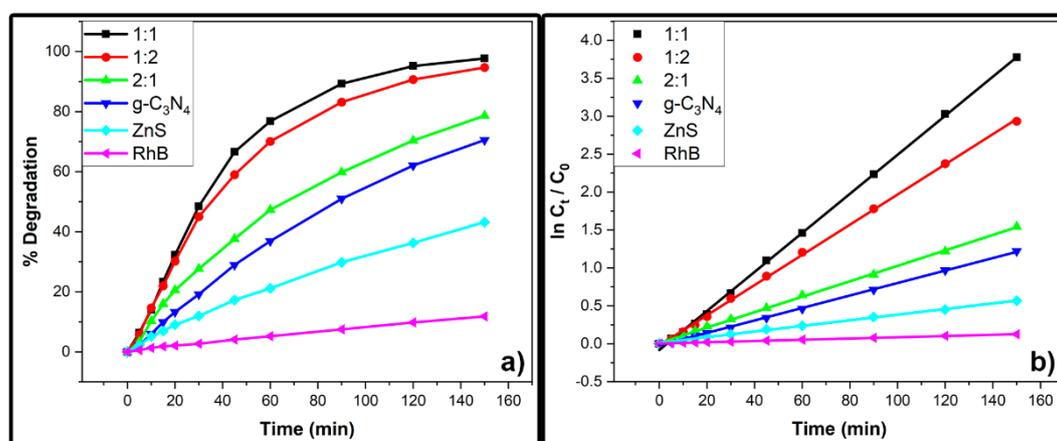 1:1
1:2
2:1
g-C₃N₄
ZnS
RhB
100
80
60
40
20
0
% Degradation
0 20 40 60 80 100 120 140 160
Time (min)
a)
1:1
1:2
2:1
g-C₃N₄
ZnS
RhB
4.0
3.5
3.0
2.5
2.0
1.5
1.0
0.5
0.0
-0.5
ln Cₜ / C₀
0 20 40 60 80 100 120 140 160
Time (min)
b)